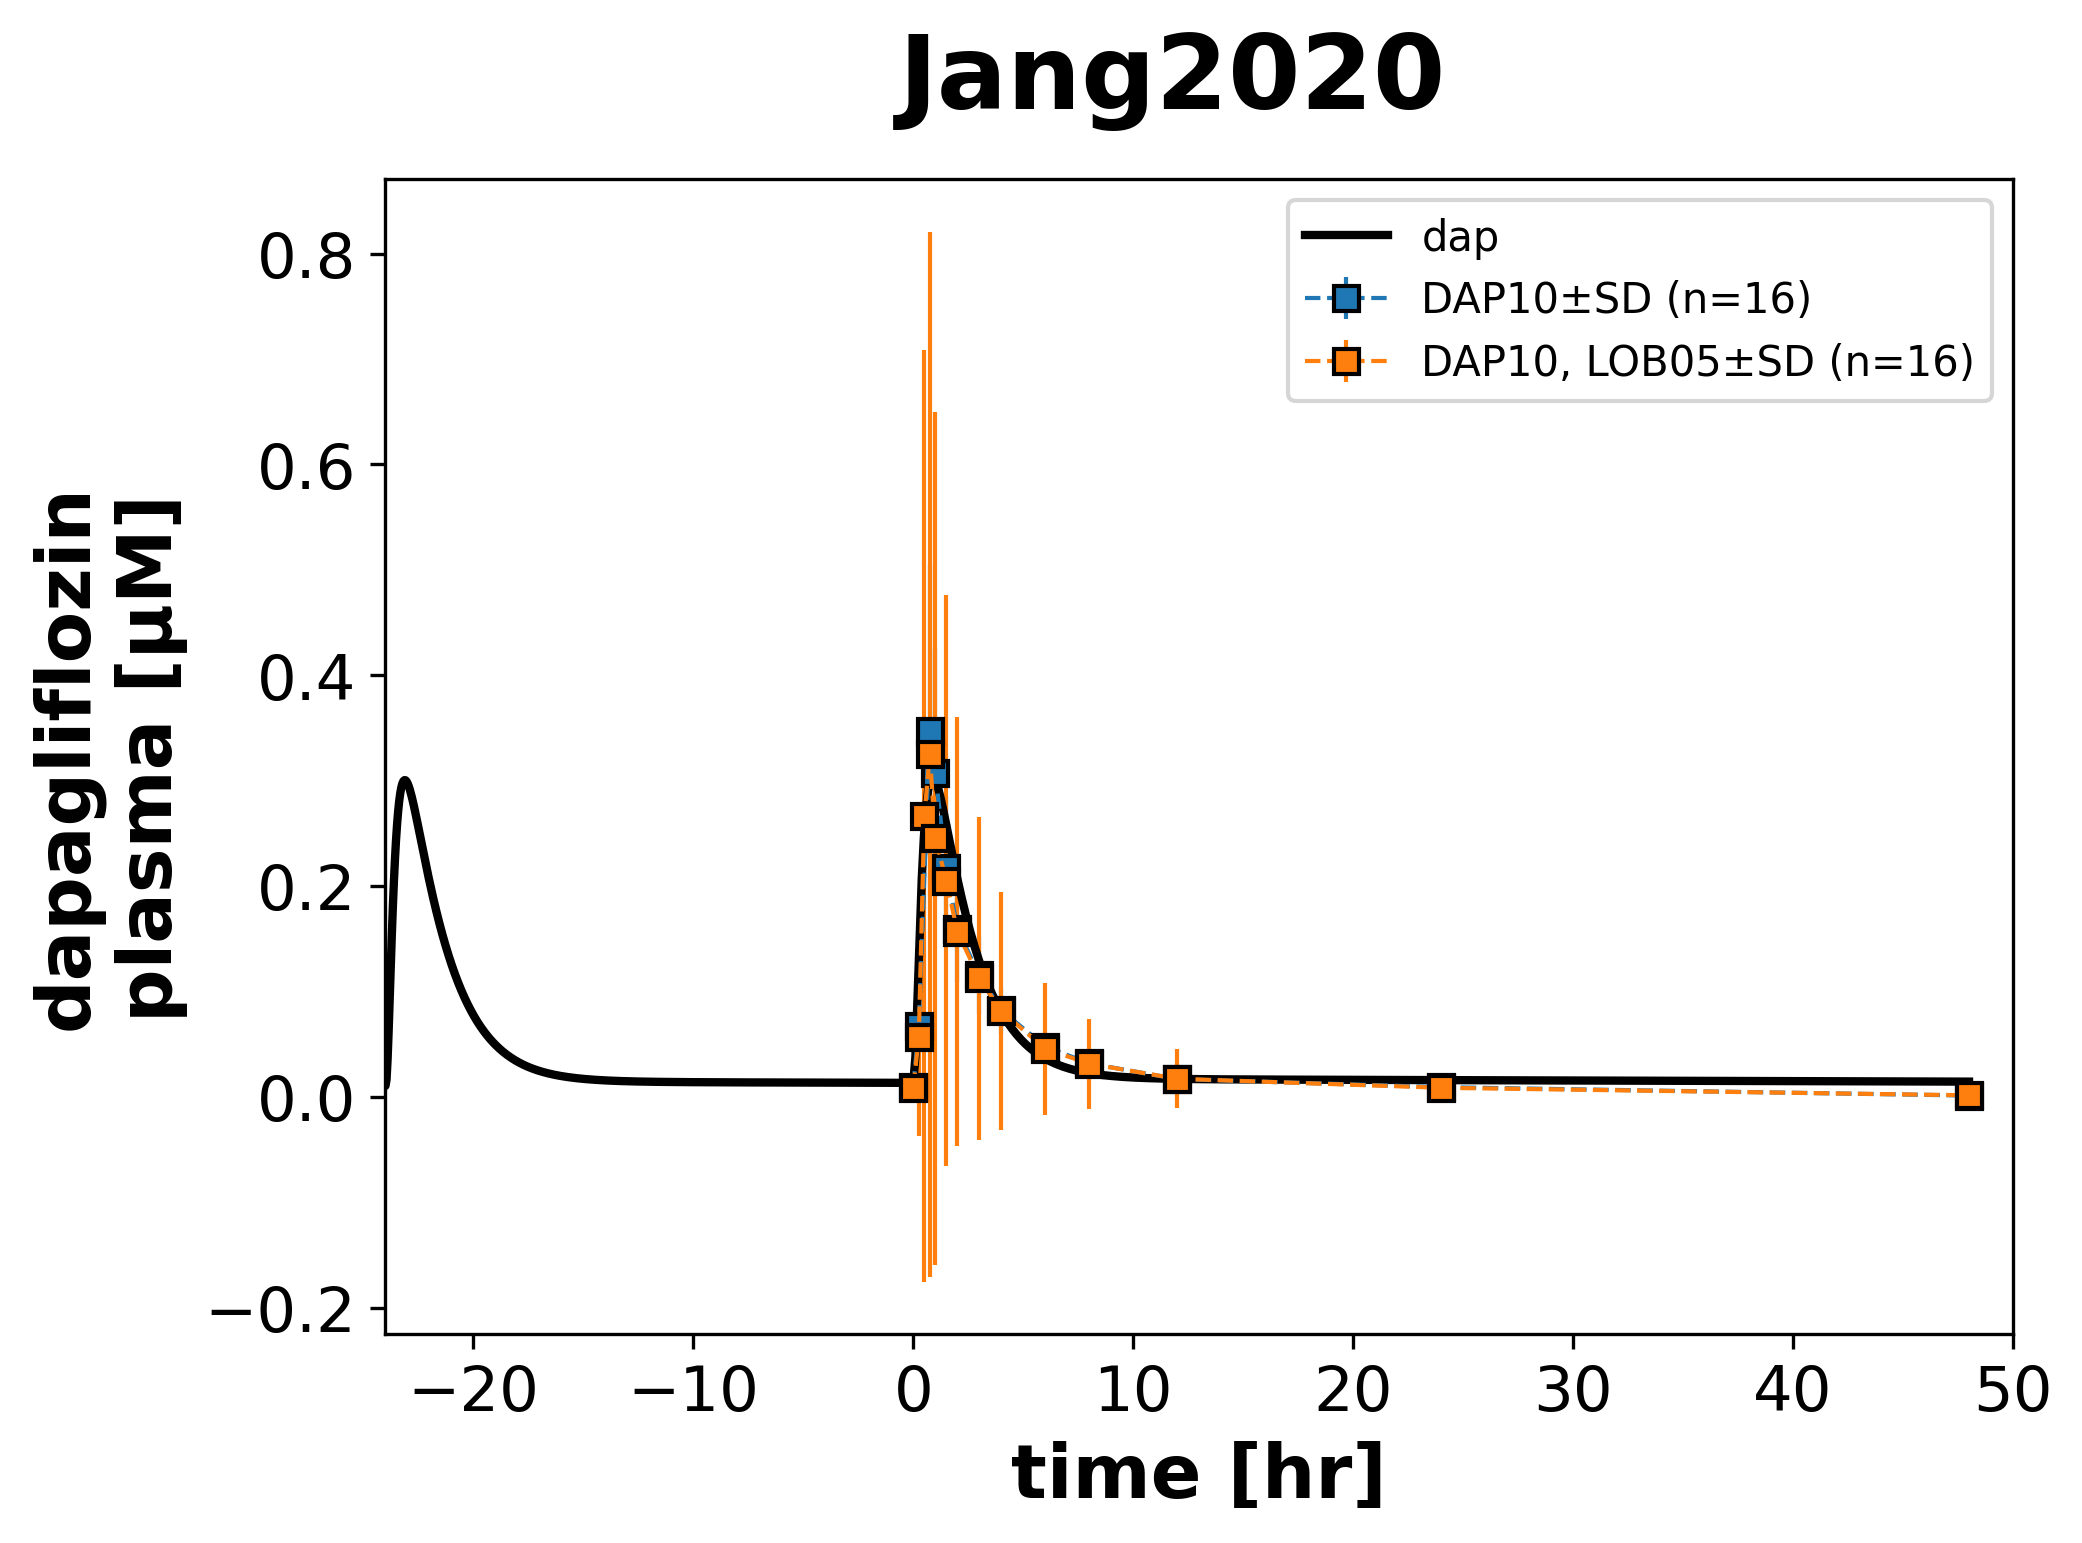 Jang2020
dapagliflozin
plasma [µM]
0.8
0.6
0.4
0.2
0.0
−0.2
dap
DAP10±SD (n=16)
DAP10, LOB05±SD (n=16)
−20
−10
0
10
20
30
40
50
time [hr]